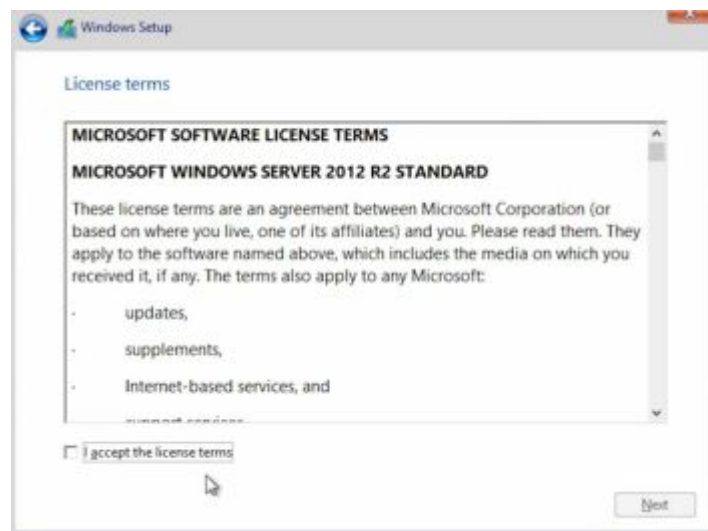 Windows Setup
License terms
MICROSOFT SOFTWARE LICENSE TERMS
MICROSOFT WINDOWS SERVER 2012 R2 STANDARD
These license terms are an agreement between Microsoft Corporation (or
based on where you live, one of its affiliates) and you. Please read them. They
apply to the software named above, which includes the media on which you
received it, if any. The terms also apply to any Microsoft:
· updates,
· supplements,
· Internet-based services, and
· support services
I accept the license terms
Next